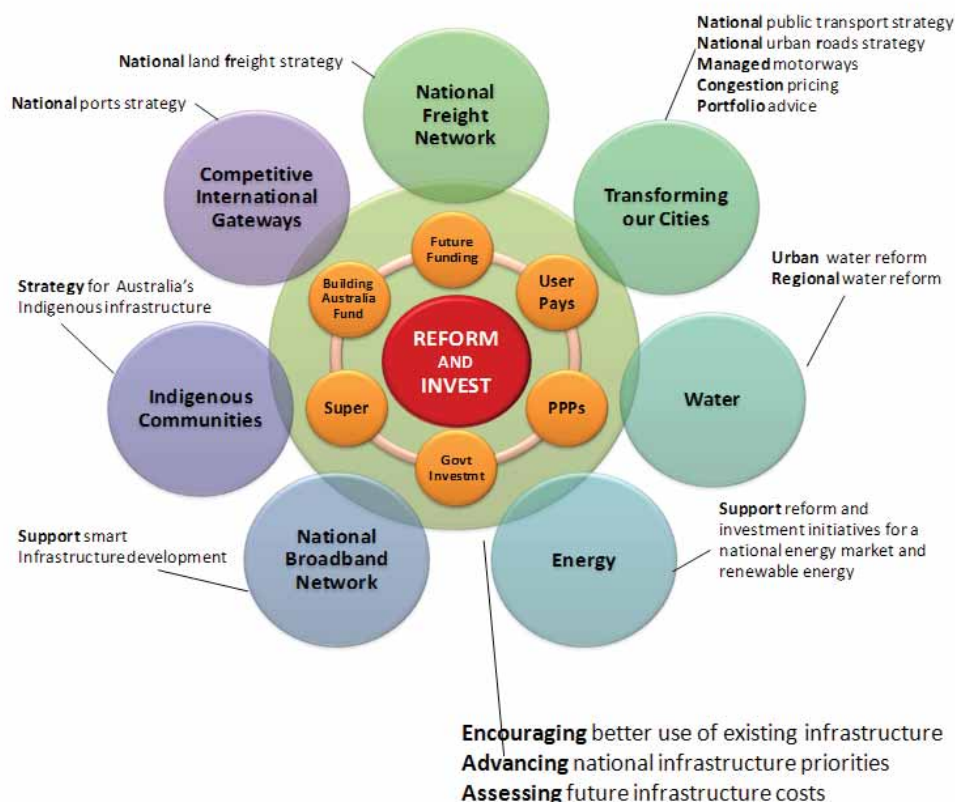 National public transport strategy
National urban roads strategy
Managed motorways
Congestion pricing
Portfolio advice
National land freight strategy
National
Freight
Network
National ports strategy
Competitive
International
Gateways
Transforming
our Cities
Urban water reform
Regional water reform
Future
Funding
Building
Australia
Fund
User
Pays
Strategy for Australia's
Indigenous infrastructure
REFORM
AND
INVEST
Indigenous
Communities
Super
PPPs
Water
Govt
Investmt
Support smart
Infrastructure development
National
Broadband
Network
Energy
Support reform and
investment initiatives for a
national energy market and
renewable energy
Encouraging better use of existing infrastructure
Advancing national infrastructure priorities
Assessing future infrastructure costs